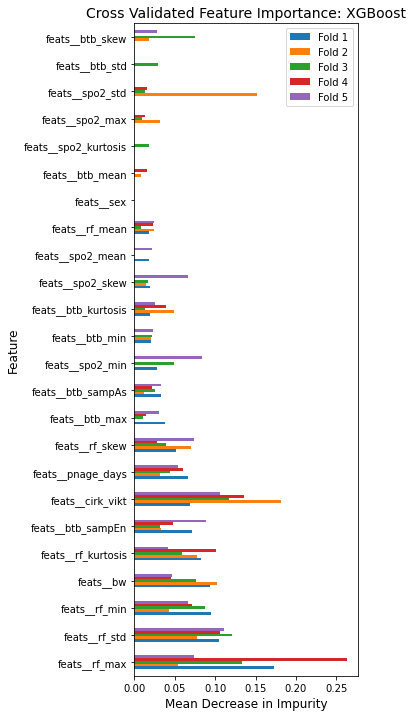 Cross Validated Feature Importance: XGBoost
Fold 1
Fold 2
Fold 3
Fold 4
Fold 5
Feature
feats__btb_skew
feats__btb_std
feats__spo2_std
feats__spo2_max
feats__spo2_kurtosis
feats__btb_mean
feats__sex
feats__rf_mean
feats__spo2_mean
feats__spo2_skew
feats__btb_kurtosis
feats__btb_min
feats__spo2_min
feats__btb_sampAs
feats__btb_max
feats__rf_skew
feats__pnage_days
feats__cirk_vikt
feats__btb_sampEn
feats__rf_kurtosis
feats__bw
feats__rf_min
feats__rf_std
feats__rf_max
0.00 0.05 0.10 0.15 0.20 0.25
Mean Decrease in Impurity